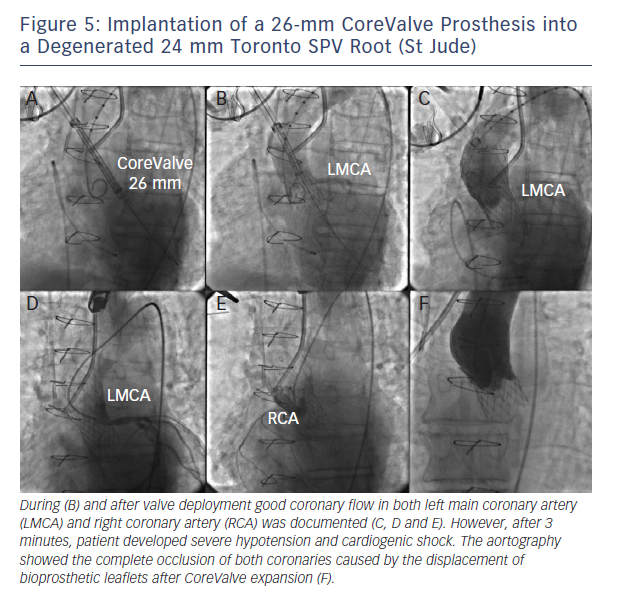 Figure 5: Implantation of a 26-mm CoreValve Prosthesis into
a Degenerated 24 mm Toronto SPV Root (St Jude)
A
B
C
CoreValve
26 mm
LMCA
LMCA
D
E
F
LMCA
RCA
During (B) and after valve deployment good coronary flow in both left main coronary artery
(LMCA) and right coronary artery (RCA) was documented (C, D and E). However, after 3
minutes, patient developed severe hypotension and cardiogenic shock. The aortography
showed the complete occlusion of both coronaries caused by the displacement of
bioprosthetic leaflets after CoreValve expansion (F).